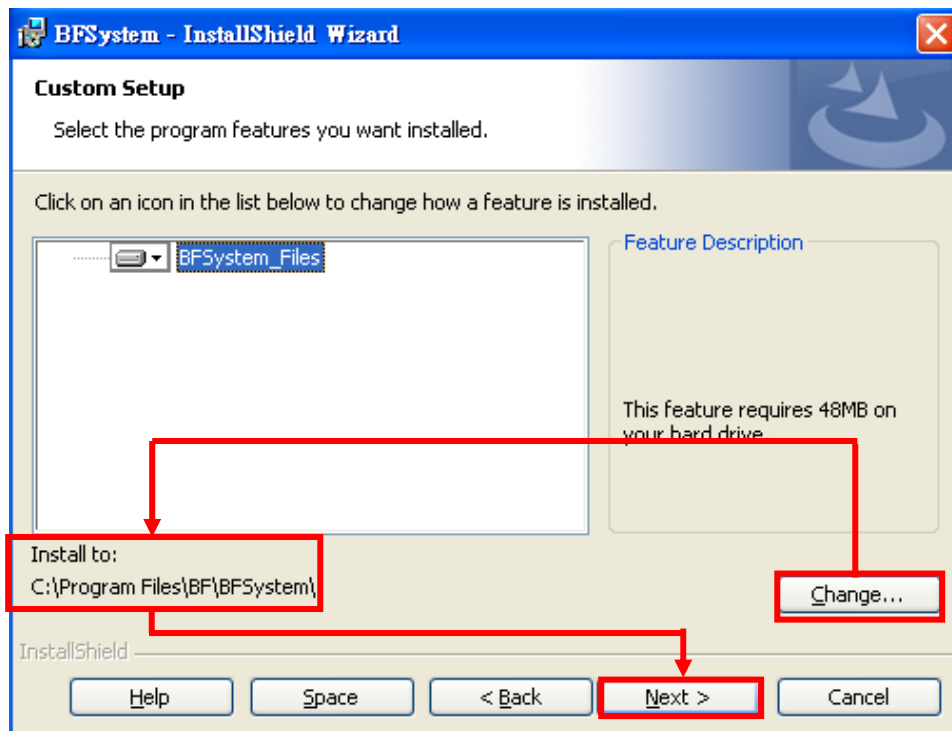 BFSystem - InstallShield Wizard
Custom Setup
Select the program features you want installed.
Click on an icon in the list below to change how a feature is installed.
BFSystem_Files
Feature Description
This feature requires 48MB on
your hard drive.
Install to:
C:\Program Files\BF\BFSystem\
Change...
InstallShield
Help
Space
< Back
Next >
Cancel